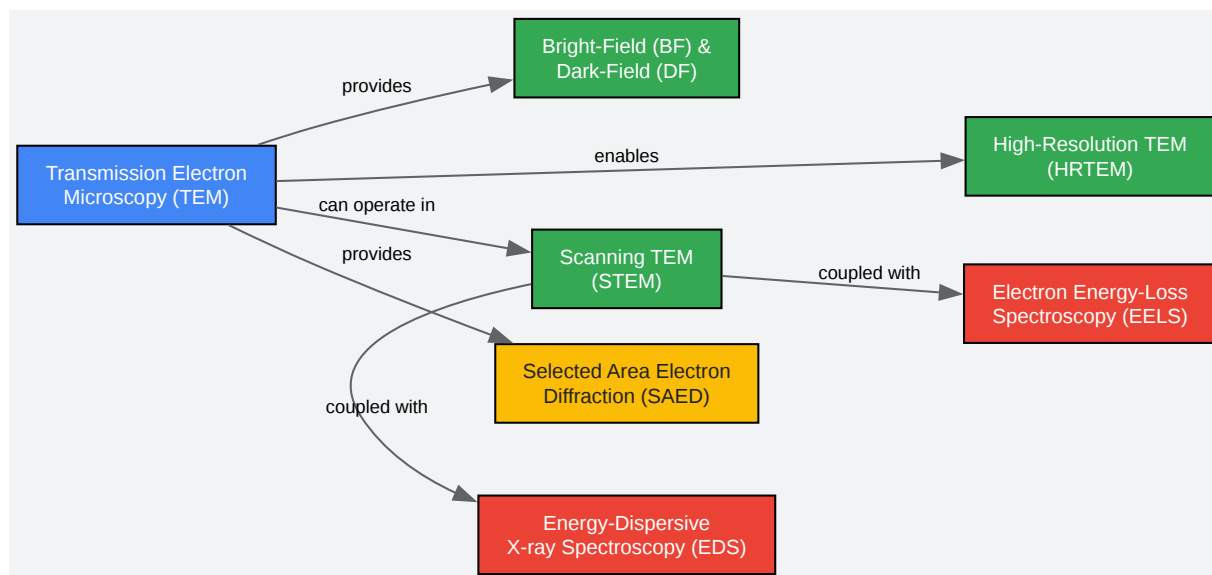 Bright-Field (BF) &
Dark-Field (DF)
provides
High-Resolution TEM
(HRTEM)
enables
Transmission Electron
Microscopy (TEM)
can operate in
provides
Scanning TEM
(STEM)
coupled with
Electron Energy-Loss
Spectroscopy (EELS)
Selected Area Electron
Diffraction (SAED)
coupled with
Energy-Dispersive
X-ray Spectroscopy (EDS)